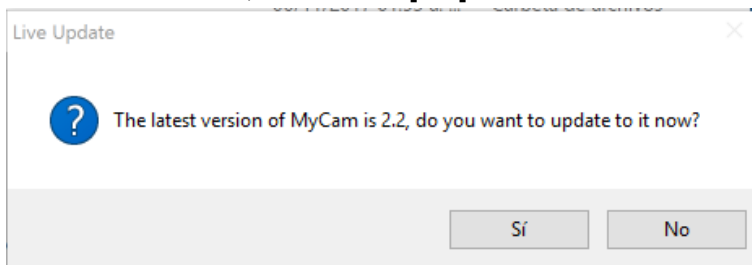 Live Update
The latest version of MyCam is 2.2, do you want to update to it now?
Sí
No